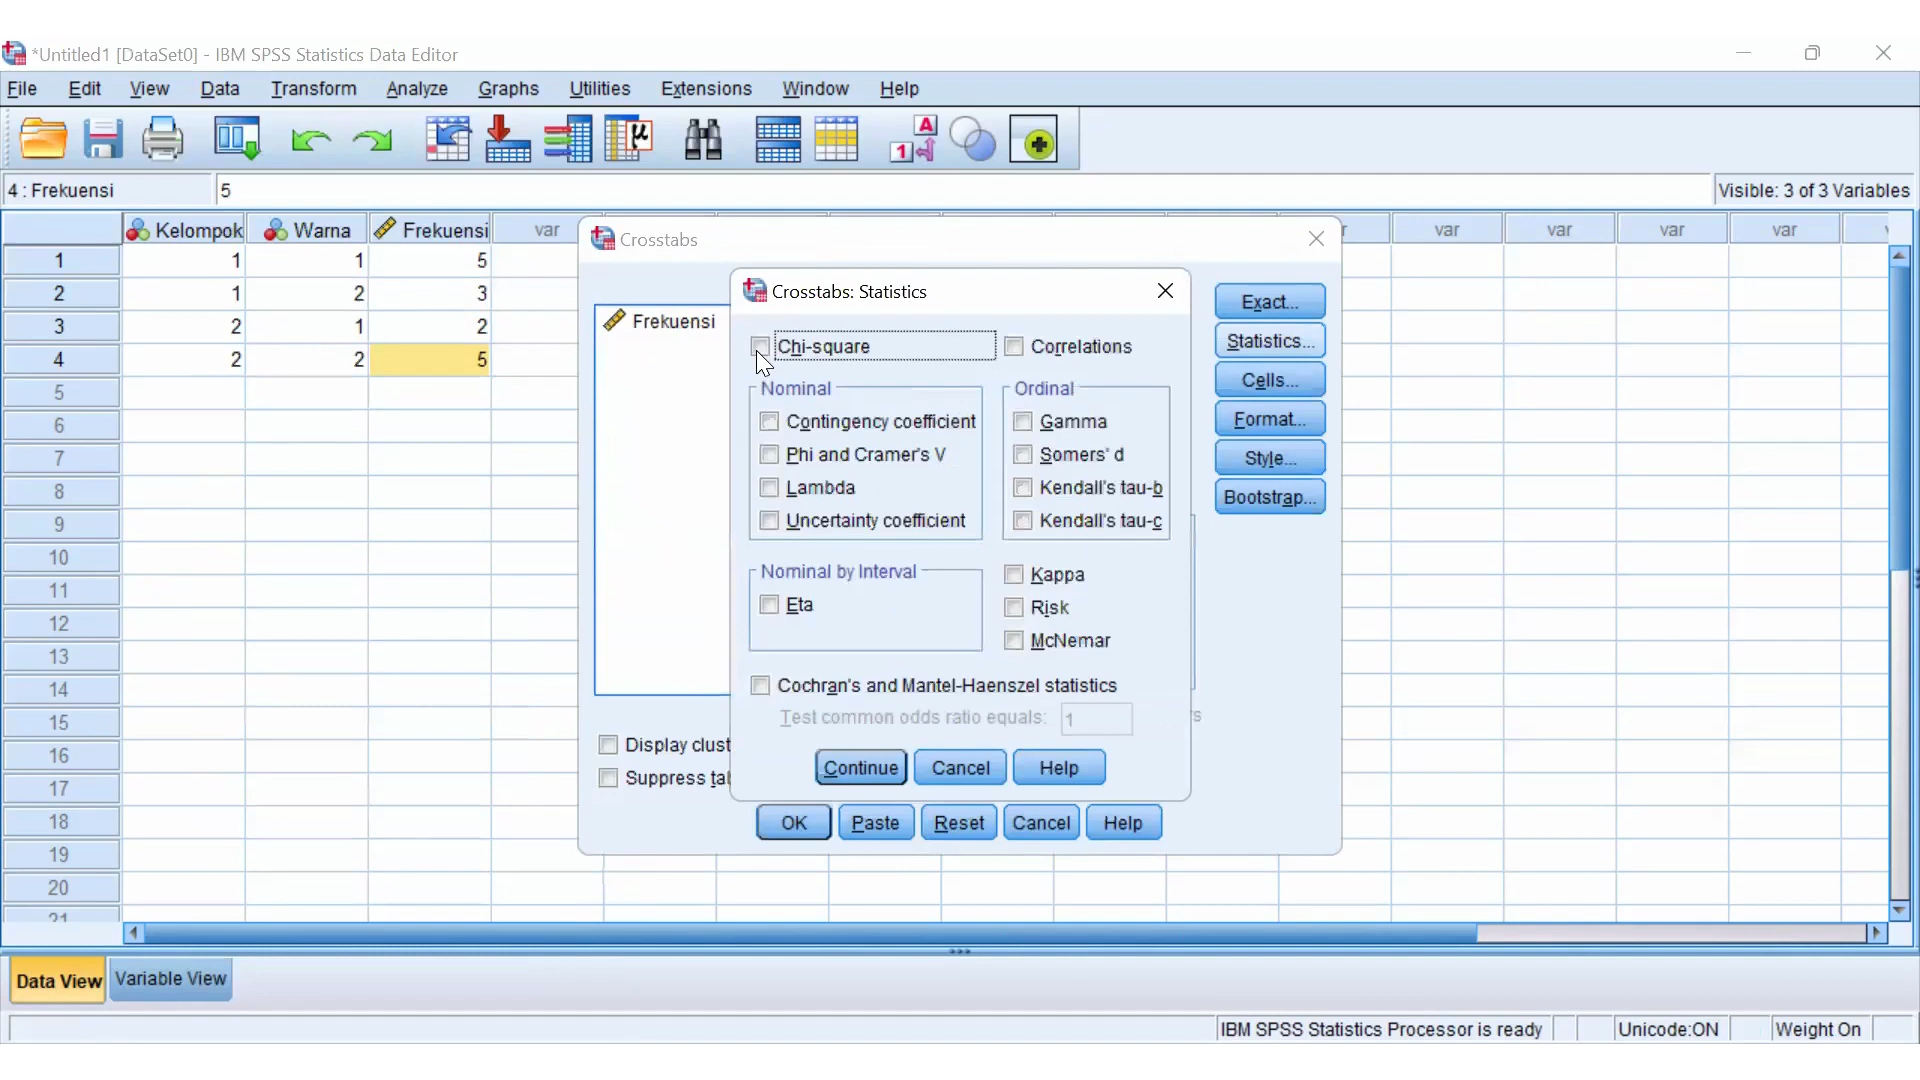 *Untitled1 [DataSet0] - IBM SPSS Statistics Data Editor
File Edit View Data Transform Analyze Graphs Utilities Extensions Window Help
4 : Frekuensi 5 Visible: 3 of 3 Variables
Kelompok Warna Frekuensi var var var var var
1 1 1 5
2 1 2 3
3 2 1 2
4 2 2 5
5
6
7
8
9
10
11
12
13
14
15
16
17
18
19
20
21
Crosstabs
Frekuensi
Display clust
Suppress tab
Exact...
Statistics...
Cells...
Format...
Style...
Bootstrap...
OK Paste Reset Cancel Help
Crosstabs: Statistics
Chi-square Correlations
Nominal
Contingency coefficient
Phi and Cramer's V
Lambda
Uncertainty coefficient
Ordinal
Gamma
Somers' d
Kendall's tau-b
Kendall's tau-c
Nominal by Interval
Eta
Kappa
Risk
McNemar
Cochran's and Mantel-Haenszel statistics
Test common odds ratio equals: 1
Continue Cancel Help
Data View Variable View
IBM SPSS Statistics Processor is ready Unicode:ON Weight On